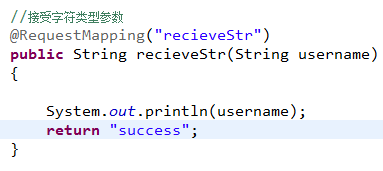 //接受字符类型参数
@RequestMapping("recieveStr")
public String recieveStr(String username)
{
System.out.println(username);
return "success";
}